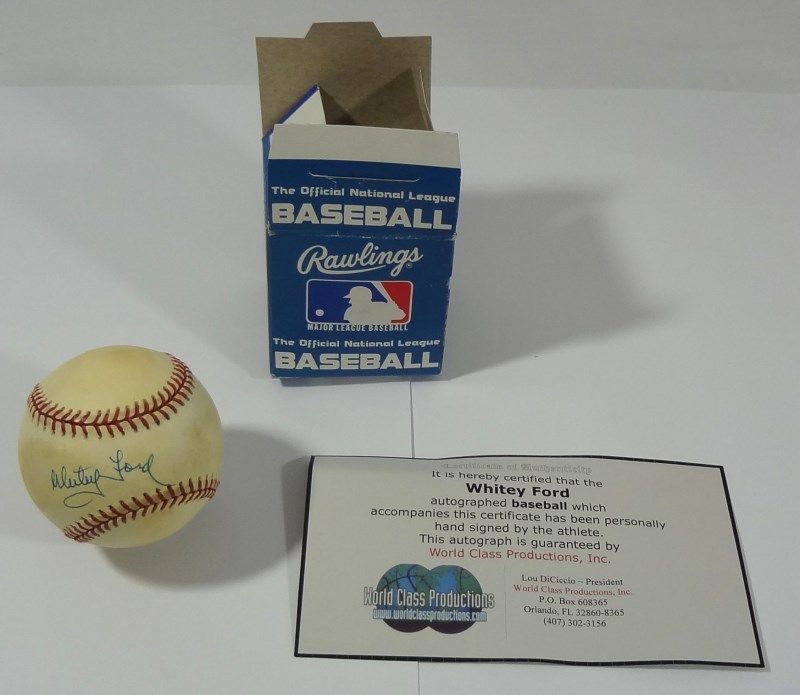 The Official National League
BASEBALL
Rawlings
MAJOR LEAGUE BASEBALL
The Official National League
BASEBALL
Whitey Ford
Certificate of Authenticity
It is hereby certified that the
Whitey Ford
autographed baseball which
accompanies this certificate has been personally
hand signed by the athlete.
This autograph is guaranteed by
World Class Productions, Inc.
World Class Productions
www.worldclassproductions.com
Lou DiCiccio ~ President
World Class Productions, Inc.
P.O. Box 608365
Orlando, FL 32860-8365
(407) 302-3156